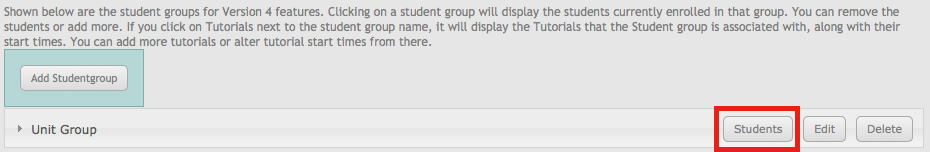 Shown below are the student groups for Version 4 features. Clicking on a student group will display the students currently enrolled in that group. You can remove the
students or add more. If you click on Tutorials next to the student group name, it will display the Tutorials that the Student group is associated with, along with their
start times. You can add more tutorials or alter tutorial start times from there.
Add Studentgroup
Unit Group Students Edit Delete